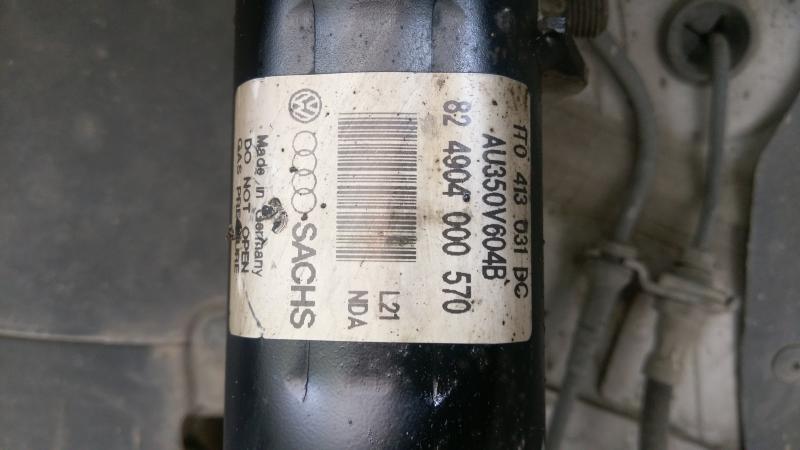 1T0 413 031 DC
AU350V604B
82 4904 000 570
L21
NDA
SACHS
Made in Germany
DO NOT OPEN
GAS PRESSURE